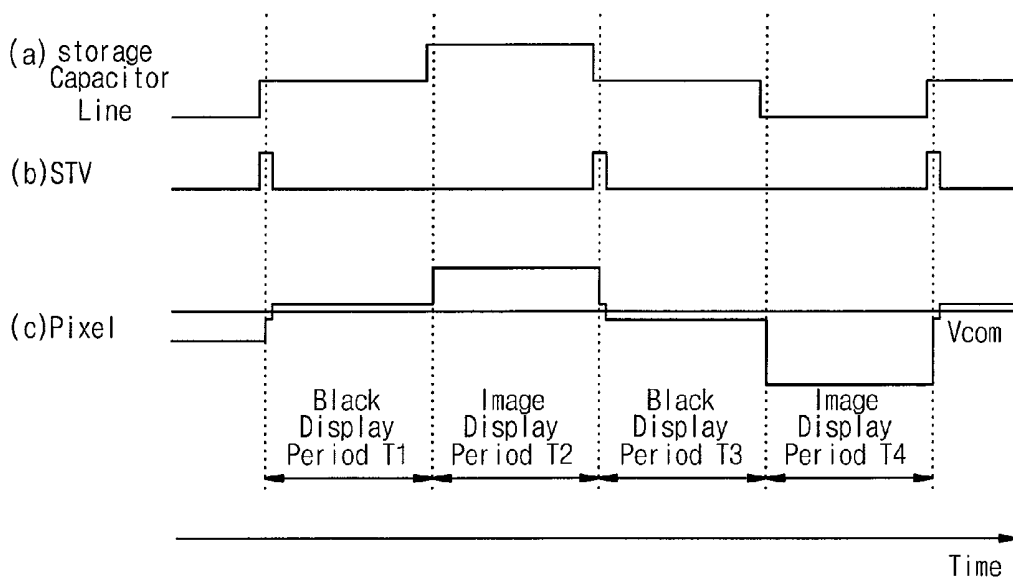 (a) storage
Capacitor
Line
(b)STV
(c)Pixel
Vcom
Black
Display
Period T1
Image
Display
Period T2
Black
Display
Period T3
Image
Display
Period T4
Time